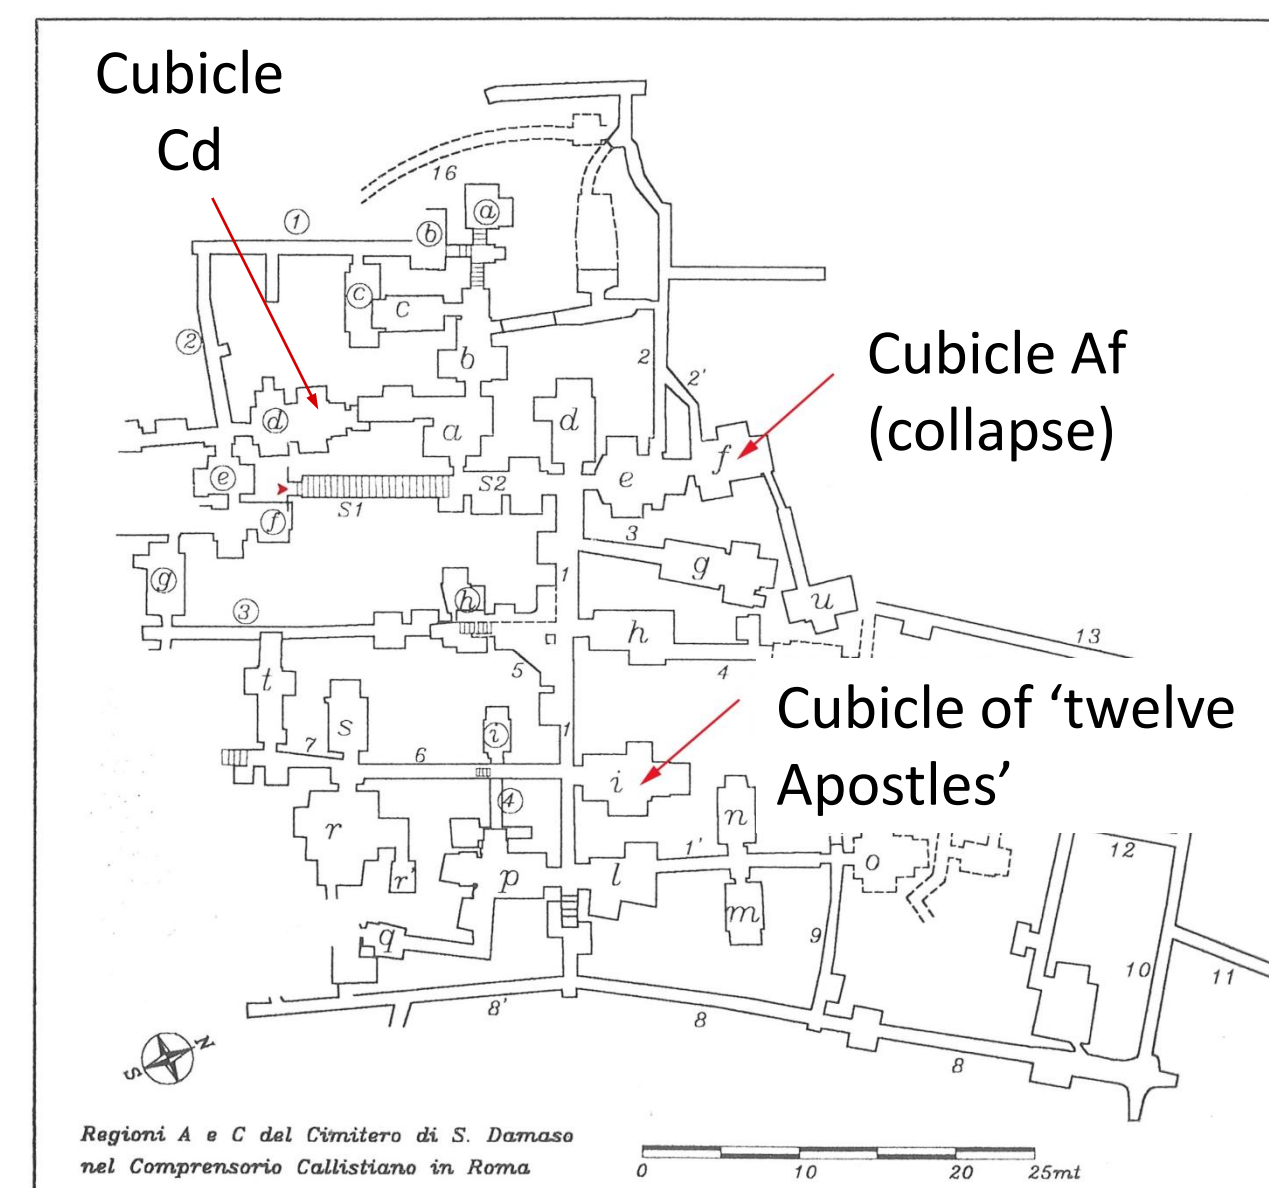 Cubicle
Cd
16
a
1
b
c
c
2
b
2
2'
Cubicle Af
(collapse)
d
a
d
f
e
e
S1
S2
f
3
g
g
1
u
h
3
h
13
5
4
t
s
Cubicle of ‘twelve
Apostles’
7
6
i
1
i
4
n
r
1'
o
12
r'
p
l
m
q
9
10
11
8'
8
8
N
S
Regioni A e C del Cimitero di S. Damaso
nel Comprensorio Callistiano in Roma
0
10
20
25mt